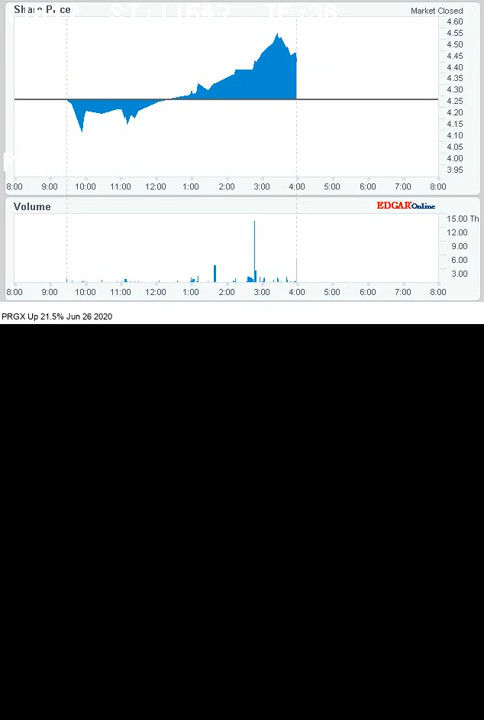 Share Price
Market Closed
4.60
4.55
4.50
4.45
4.40
4.35
4.30
4.25
4.20
4.15
4.10
4.05
4.00
3.95
8:00 9:00 10:00 11:00 12:00 1:00 2:00 3:00 4:00 5:00 6:00 7:00 8:00
Volume
EDGAROnline
15.00 Th
12.00
9.00
6.00
3.00
8:00 9:00 10:00 11:00 12:00 1:00 2:00 3:00 4:00 5:00 6:00 7:00 8:00
PRGX Up 21.5% Jun 26 2020